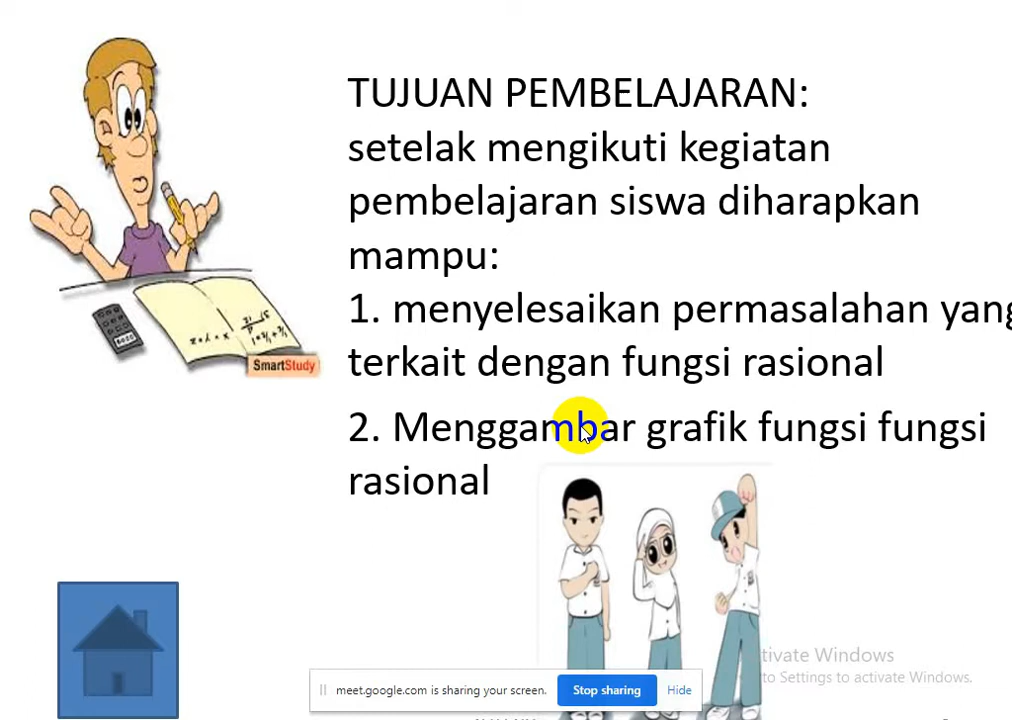 TUJUAN PEMBELAJARAN:
setelak mengikuti kegiatan
pembelajaran siswa diharapkan
mampu:
1. menyelesaikan permasalahan yang
terkait dengan fungsi rasional
2. Menggambar grafik fungsi fungsi
rasional
SmartStudy
meet.google.com is sharing your screen.
Stop sharing
Hide
tivate Windows
to Settings to activate Windows.